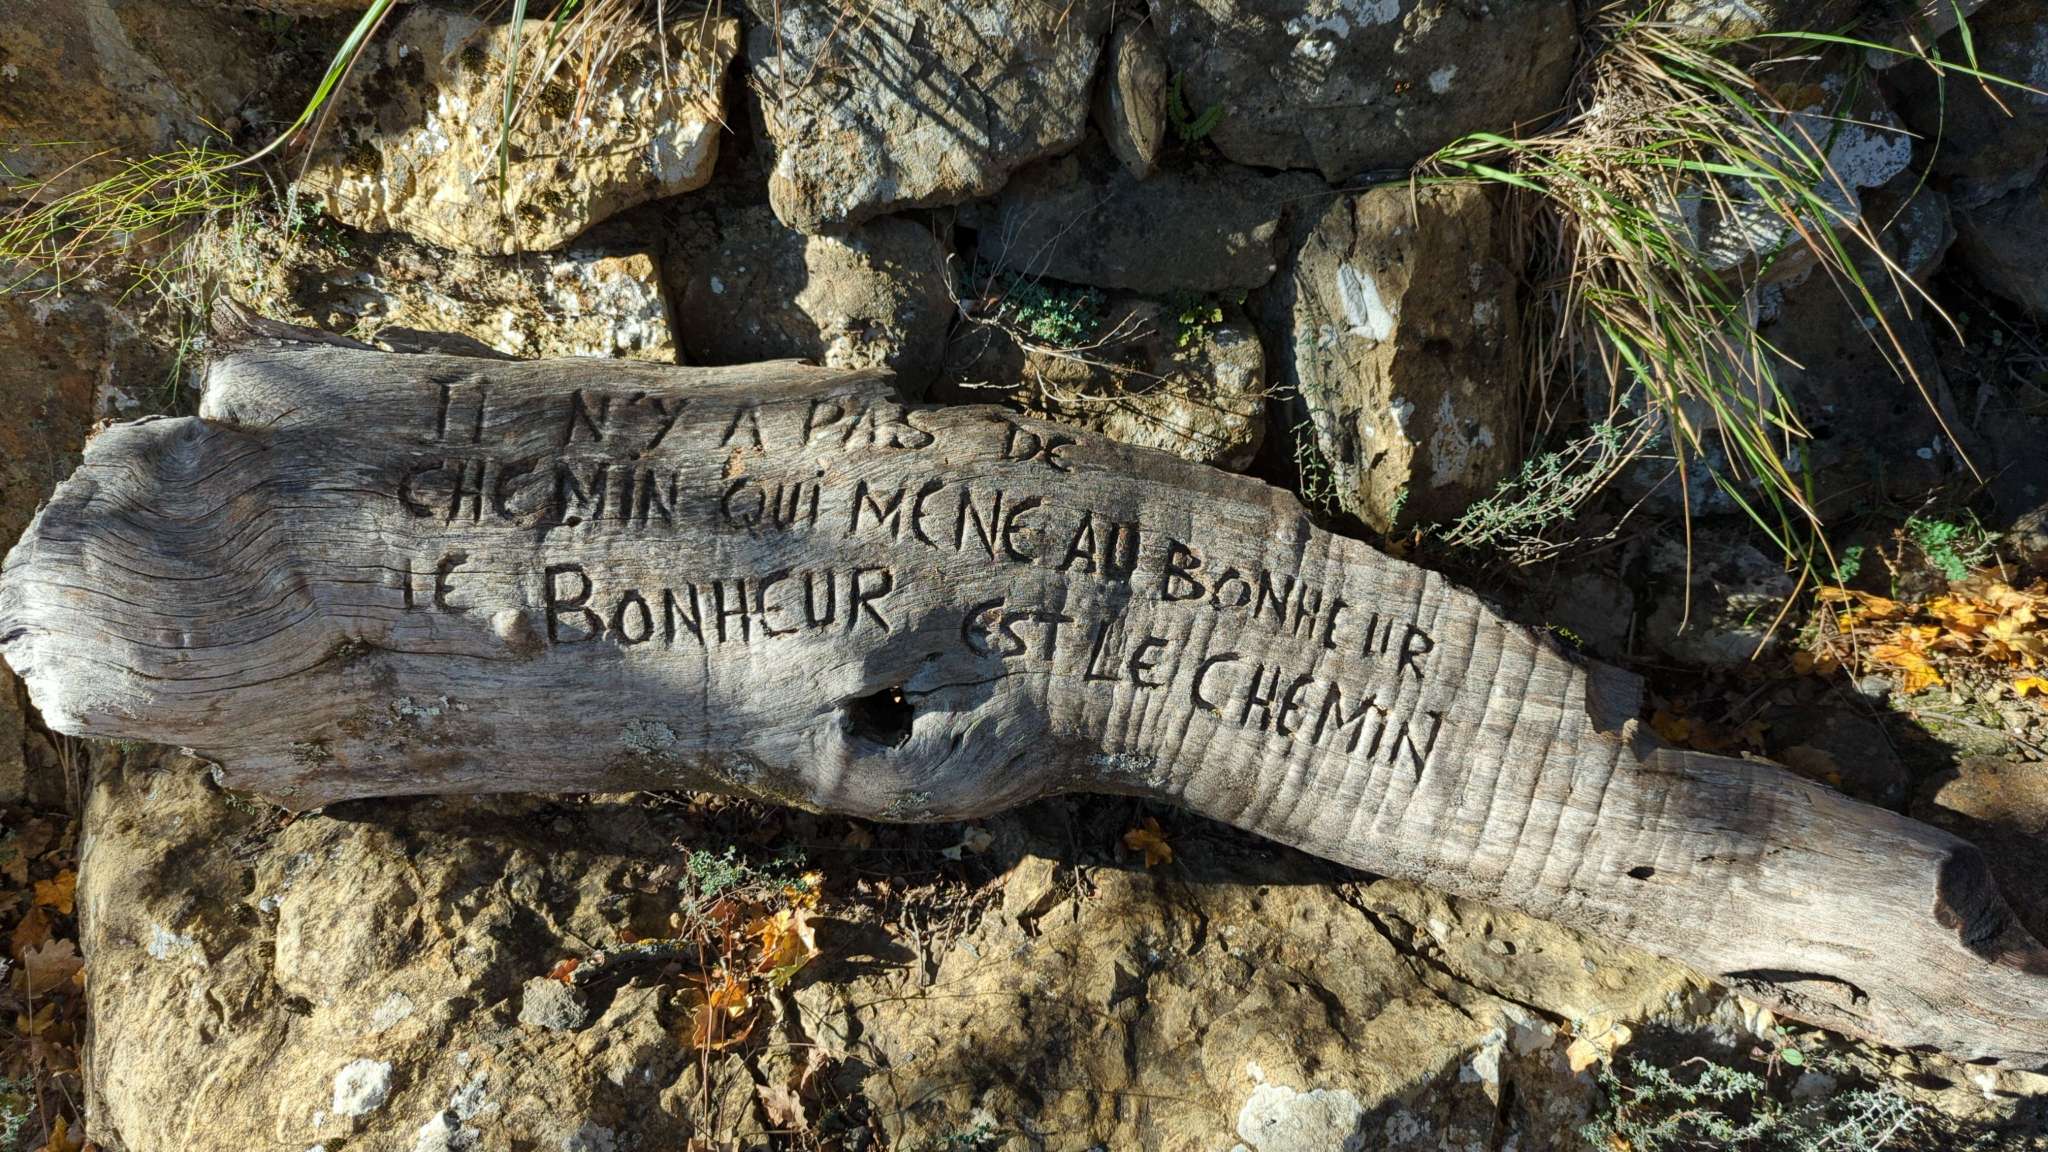 Il N'Y A PAS DE
CHEMIN QUi MENE AU BONHEUR
lE BONHEUR EST LE CHEMIN